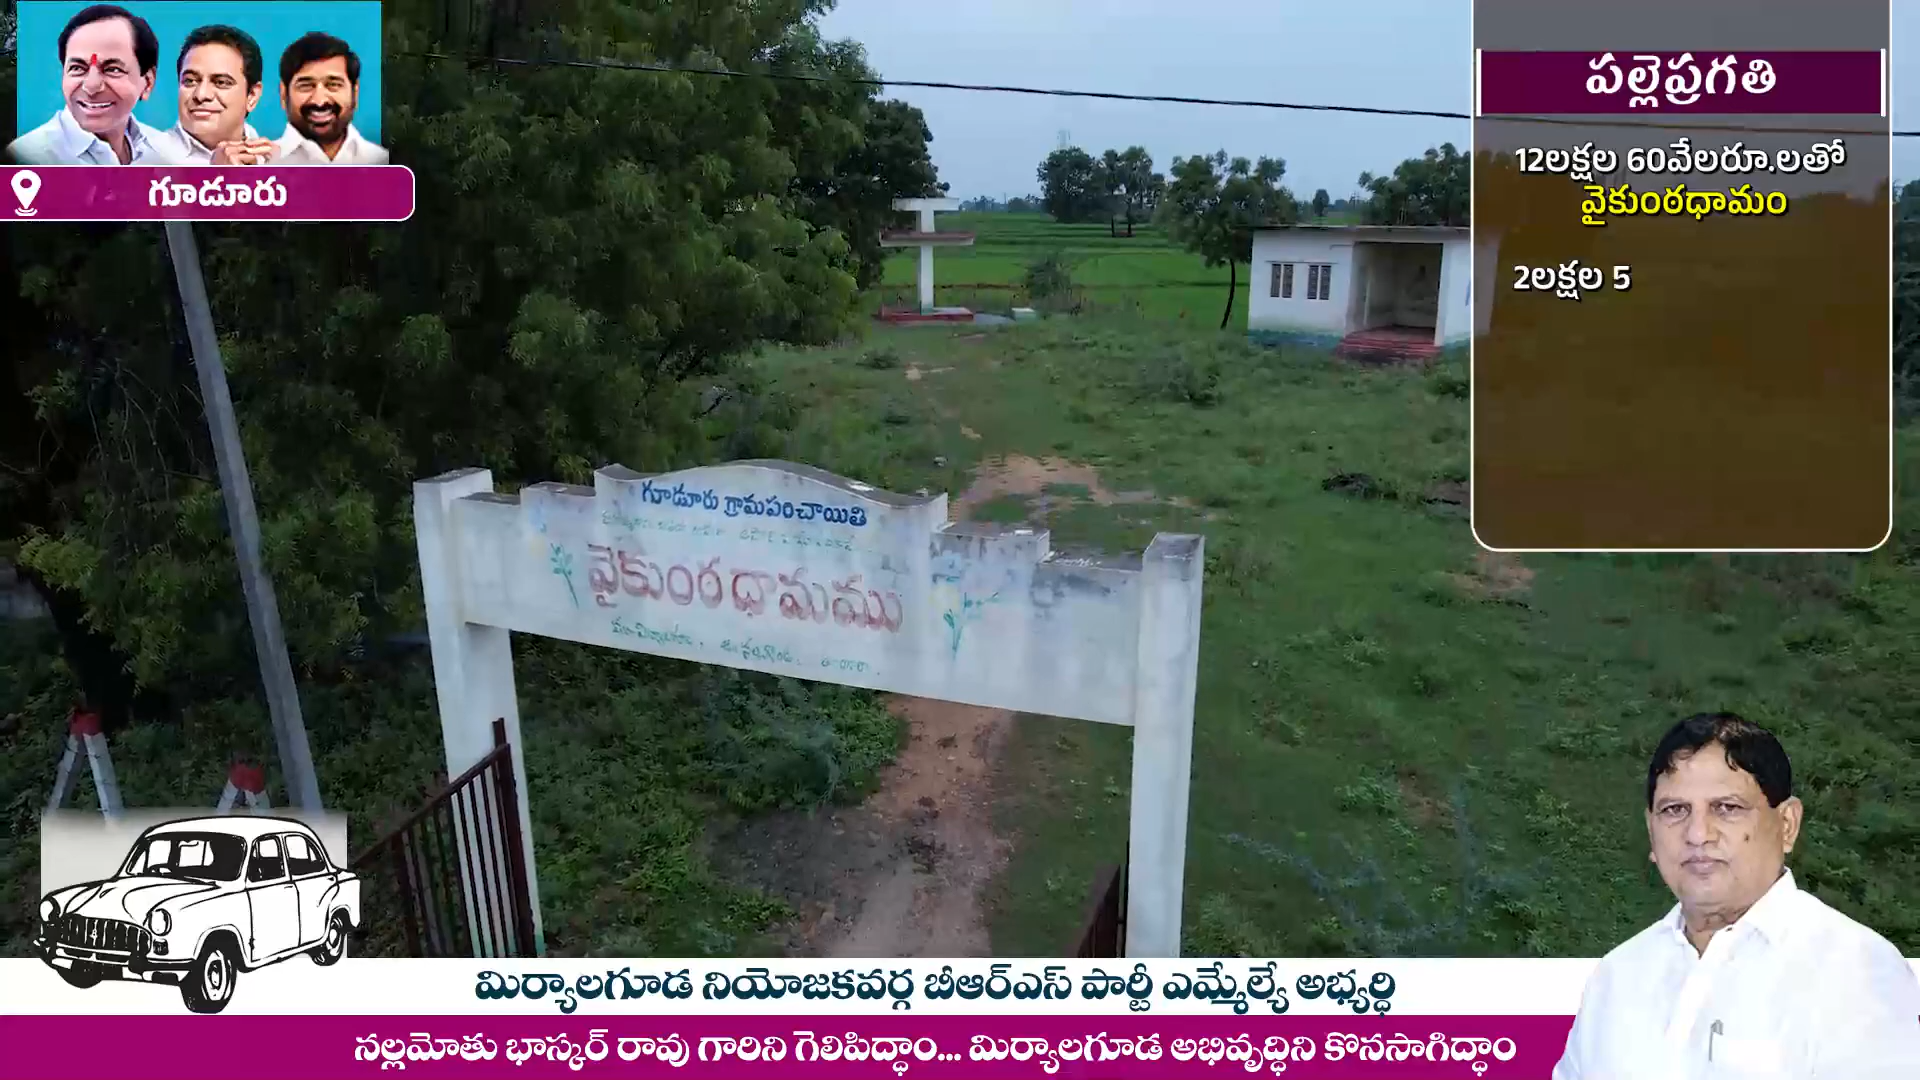 గూడూరు
పల్లెప్రగతి
12లక్షల 60వేలరూ.లతో
వైకుంఠధామం
2లక్షల 5
గూడూరు గ్రామపంచాయితి
వైకుంఠ ధామము
మిర్యాలగూడ నియోజకవర్గ బీఆర్ఎస్ పార్టీ ఎమ్మేల్యే అభ్యర్థి
నల్లమోతు భాస్కర్ రావు గారిని గెలిపిద్ధాం... మిర్యాలగూడ అభివృద్ధిని కొనసాగిద్ధాం